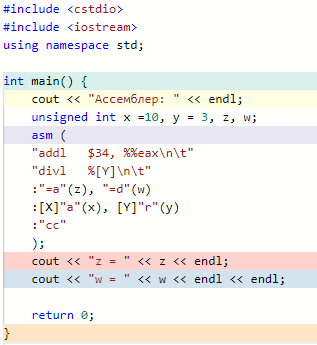 #include <cstdio>
#include <iostream>
using namespace std;
int main() {
cout << "Ассемблер: " << endl;
unsigned int x =10, y = 3, z, w;
asm (
"addl   $34, %%eax\n\t"
"divl   %[Y]\n\t"
:"=a"(z), "=d"(w)
:[X]"a"(x), [Y]"r"(y)
:"cc"
);
cout << "z = " << z << endl;
cout << "w = " << w << endl << endl;
return 0;
}